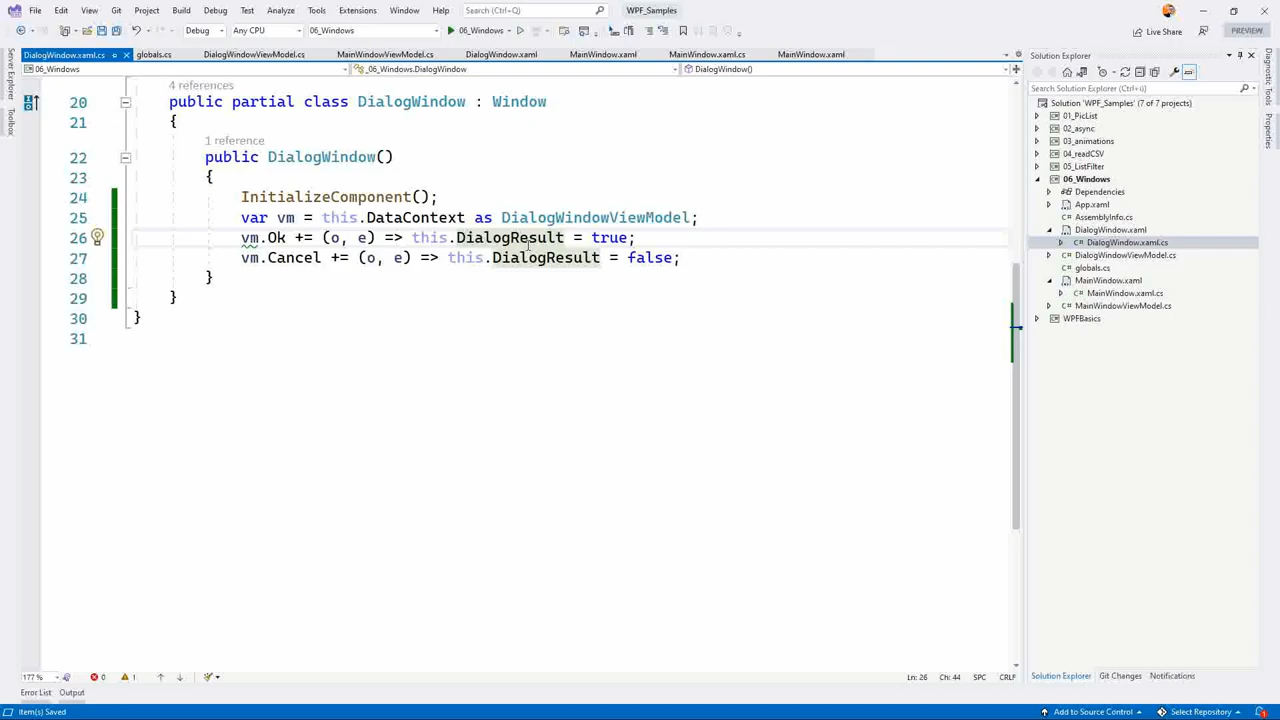 File Edit View Git Project Build Debug Test Analyze Tools Extensions Window Help Search (Ctrl+Q) WPF_Samples
Debug Any CPU 06_Windows 06_Windows Live Share PREVIEW
DialogWindow.xaml.cs globals.cs DialogWindowViewModel.cs MainWindowViewModel.cs DialogWindow.xaml MainWindow.xaml MainWindow.xaml.cs MainWindow.xaml
06_Windows _06_Windows.DialogWindow DialogWindow()
Server Explorer
Toolbox
4 references
20 public partial class DialogWindow : Window
21 {
1 reference
22 public DialogWindow()
23 {
24 InitializeComponent();
25 var vm = this.DataContext as DialogWindowViewModel;
26 vm.Ok += (o, e) => this.DialogResult = true;
27 vm.Cancel += (o, e) => this.DialogResult = false;
28 }
29 }
30 }
31
177 % 0 1 Ln: 26 Ch: 44 SPC CRLF
Error List Output
Solution Explorer
Search Solution Explorer (Ctrl+ü)
Solution 'WPF_Samples' (7 of 7 projects)
01_PicList
02_async
03_animations
04_readCSV
05_ListFilter
06_Windows
Dependencies
App.xaml
AssemblyInfo.cs
DialogWindow.xaml
DialogWindow.xaml.cs
DialogWindowViewModel.cs
globals.cs
MainWindow.xaml
MainWindow.xaml.cs
MainWindowViewModel.cs
WPFBasics
Solution Explorer Git Changes Notifications
Diagnostic Tools
Properties
Item(s) Saved Add to Source Control Select Repository